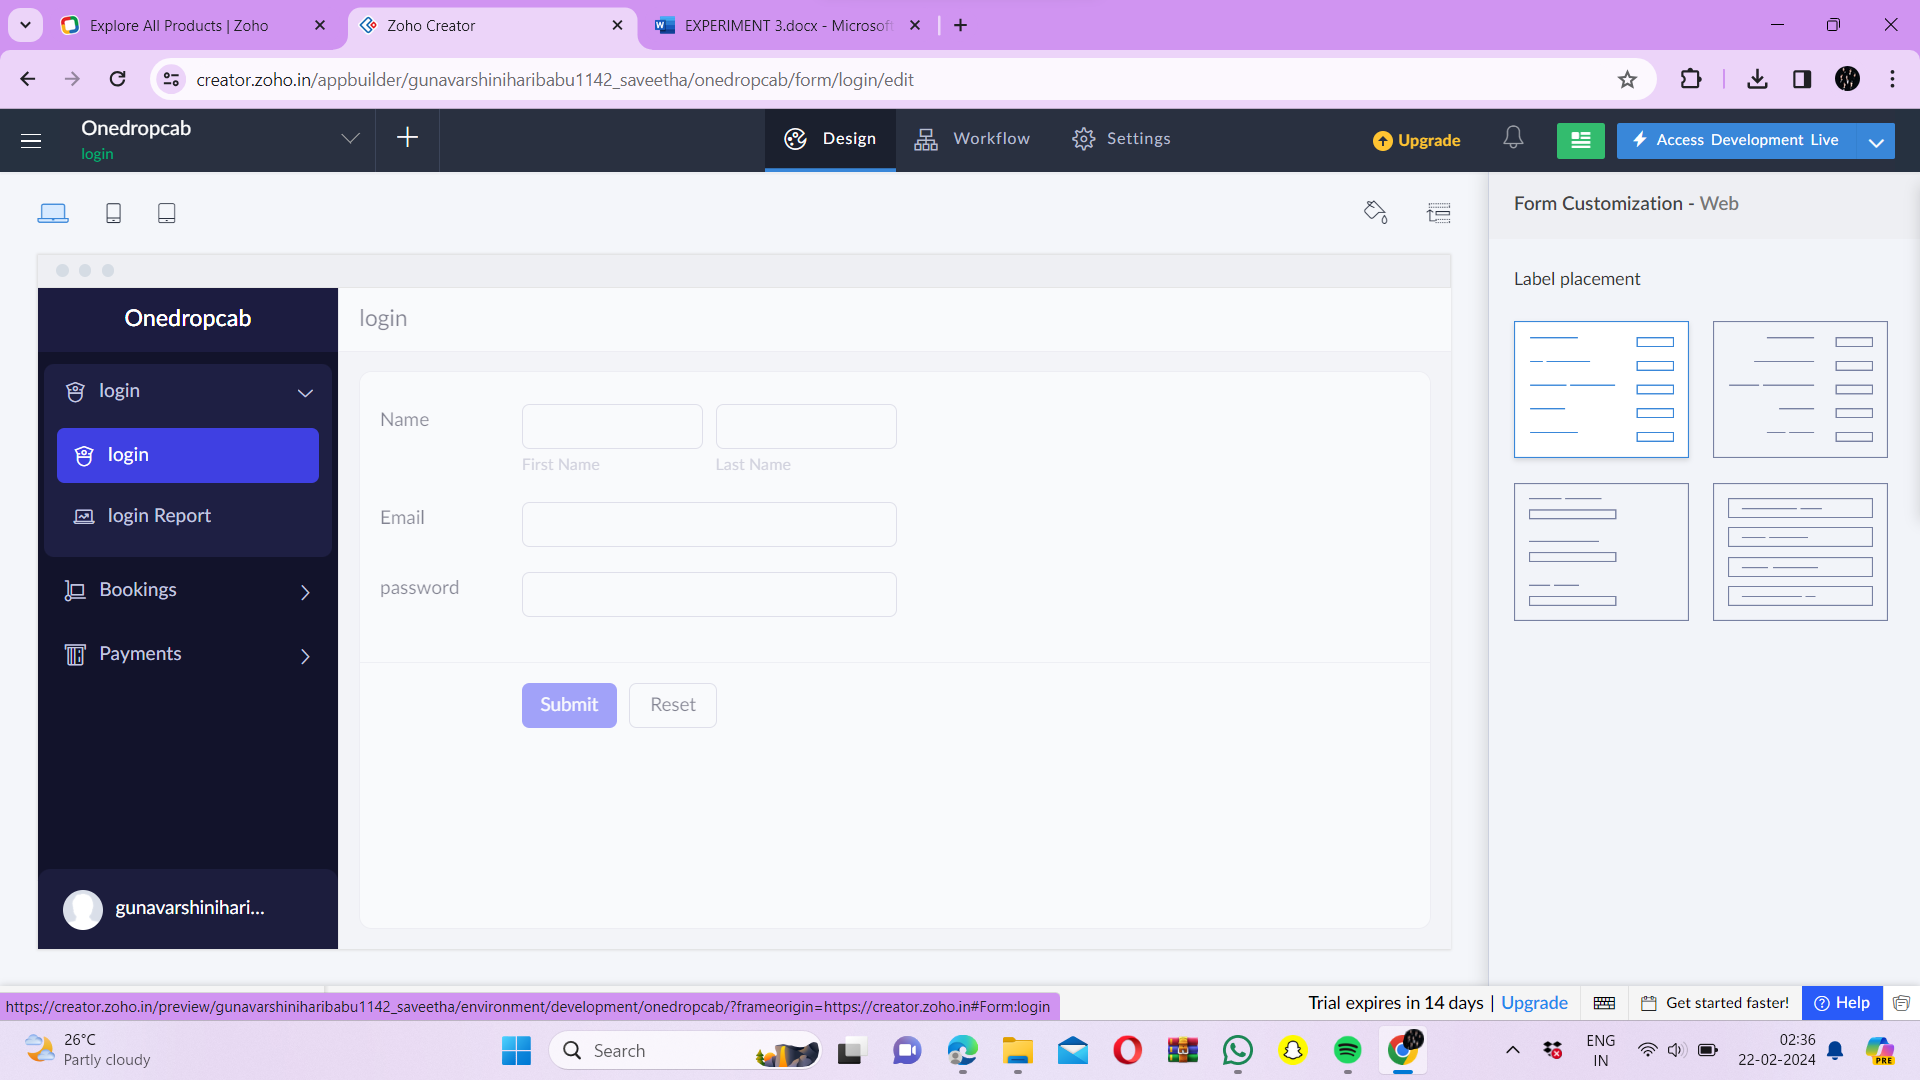 Explore All Products | Zoho
Zoho Creator
EXPERIMENT 3.docx - Microsoft
creator.zoho.in/appbuilder/gunavarshiniharibabu1142_saveetha/onedropcab/form/login/edit
Onedropcab
login
Design
Workflow
Settings
Upgrade
Access Development Live
Form Customization - Web
Label placement
Onedropcab
login
login
login
login Report
Bookings
Payments
gunavarshinihari...
Name
First Name
Last Name
Email
password
Submit
Reset
https://creator.zoho.in/preview/gunavarshiniharibabu1142_saveetha/environment/development/onedropcab/?frameorigin=https://creator.zoho.in#Form:login
Trial expires in 14 days | Upgrade
Get started faster!
Help
26°C
Partly cloudy
Search
ENG
IN
02:36
22-02-2024
PRE